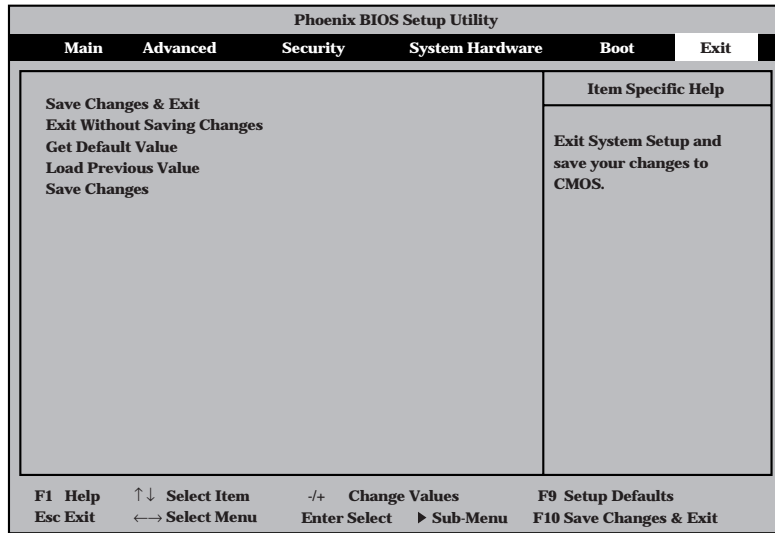 Phoenix BIOS Setup Utility
Main Advanced Security System Hardware Boot Exit
Save Changes & Exit
Exit Without Saving Changes
Get Default Value
Load Previous Value
Save Changes
Item Specific Help
Exit System Setup and
save your changes to
CMOS.
F1 Help ↑↓ Select Item -/+ Change Values F9 Setup Defaults
Esc Exit ←→ Select Menu Enter Select ▶ Sub-Menu F10 Save Changes & Exit